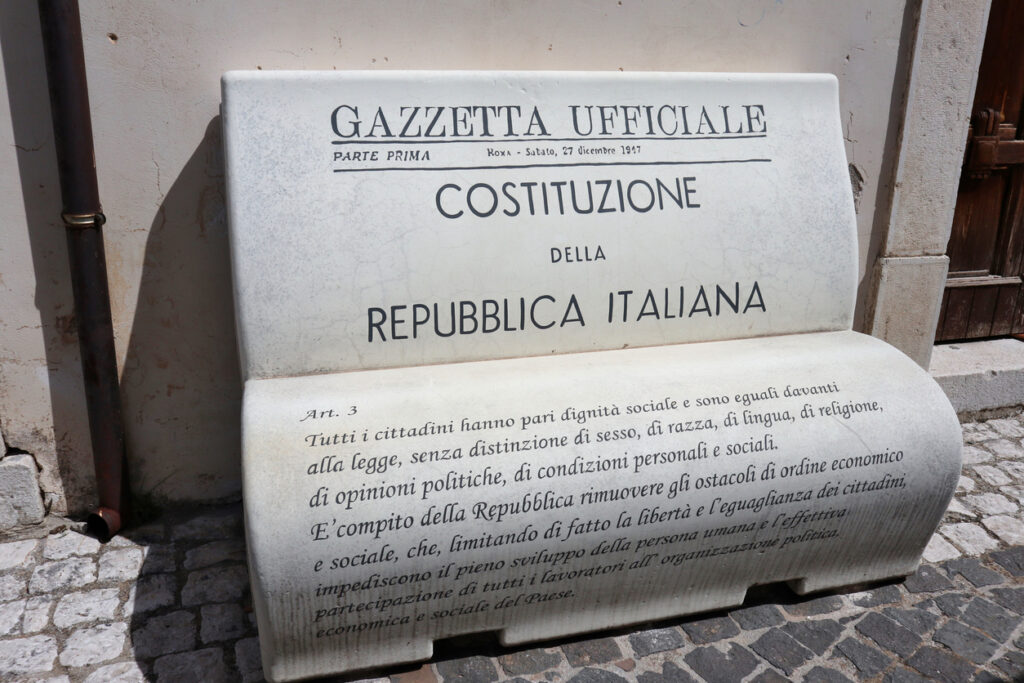 GAZZETTA UFFICIALE
PARTE PRIMA Roma - Sabato, 27 dicembre 1947
COSTITUZIONE
DELLA
REPUBBLICA ITALIANA
Art. 3
Tutti i cittadini hanno pari dignità sociale e sono eguali davanti
alla legge, senza distinzione di sesso, di razza, di lingua, di religione,
di opinioni politiche, di condizioni personali e sociali.
E'compito della Repubblica rimuovere gli ostacoli di ordine economico
e sociale, che, limitando di fatto la libertà e l'eguaglianza dei cittadini,
impediscono il pieno sviluppo della persona umana e l'effettiva
partecipazione di tutti i lavoratori all' organizzazione politica,
economica e sociale del Paese.